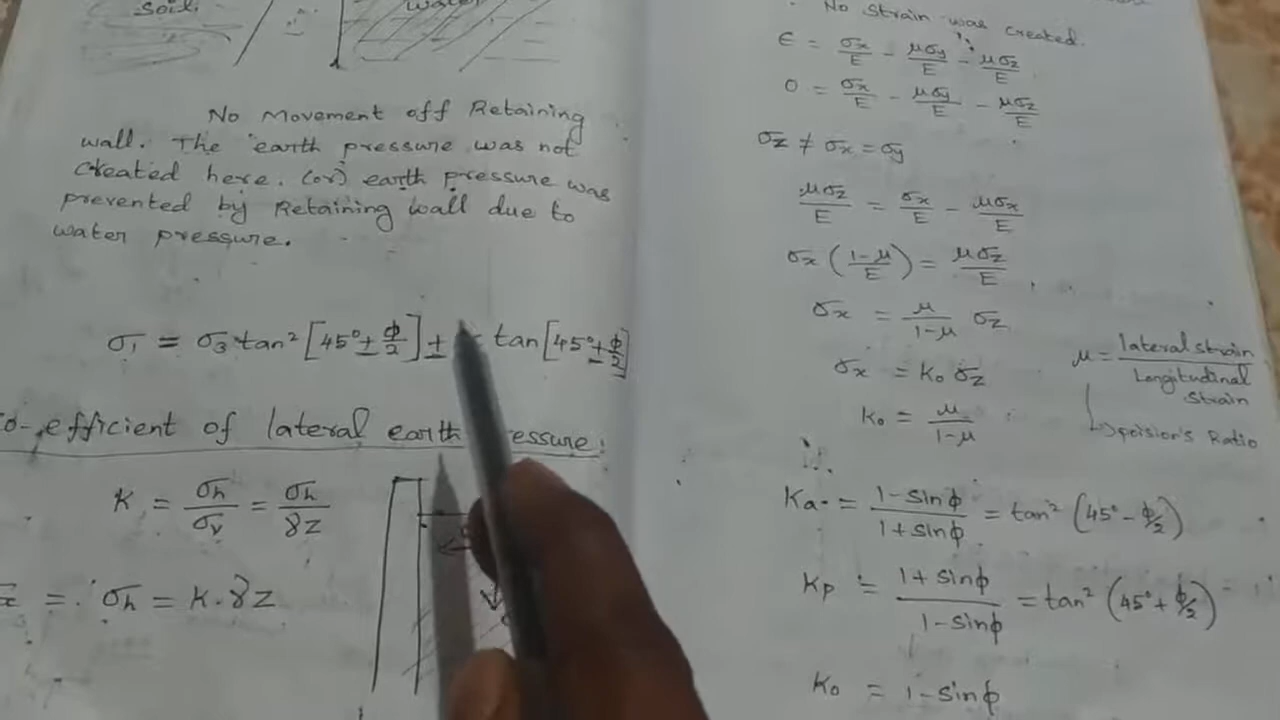 Soil.
water
No Movement off Retaining
wall. The earth pressure was not
created here. (or) earth pressure was
prevented by Retaining wall due to
water pressure.
σ₁ = σ₃ tan² [45° ± φ/2] ± tan [45° ± φ/2]
efficient of lateral earth
K = σh/σv = σh/γz
= σh = K.γz
No strain was created.
ϵ = σx/E - μσy/E - μσz/E
0 = σx/E - μσy/E - μσz/E
σz ≠ σx = σy
μσz/E = σx/E - μσx/E
σx (1-μ/E) = μσz/E
σx = μ/1-μ σz
σx = K₀ σz
K₀ = μ/1-μ
μ = lateral strain/Longitudinal strain
↳ poision's Ratio
Ka = 1-sinφ/1+sinφ = tan² (45° - φ/2)
Kp = 1+sinφ/1-sinφ = tan² (45° + φ/2)
K₀ = 1-sinφ